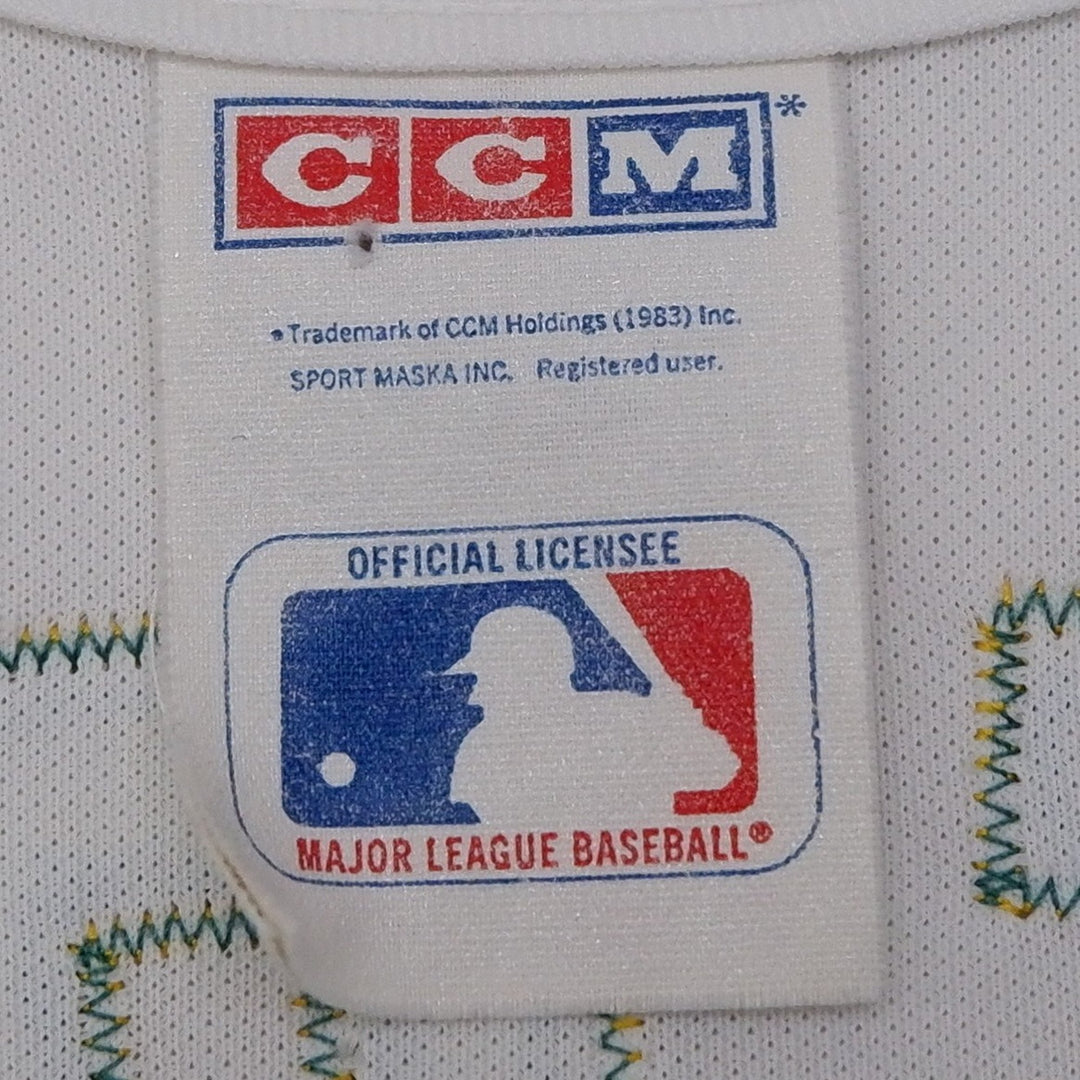 CCM*
*Trademark of CCM Holdings (1983) Inc.
SPORT MASKA INC. Registered user.
OFFICIAL LICENSEE
MAJOR LEAGUE BASEBALL®